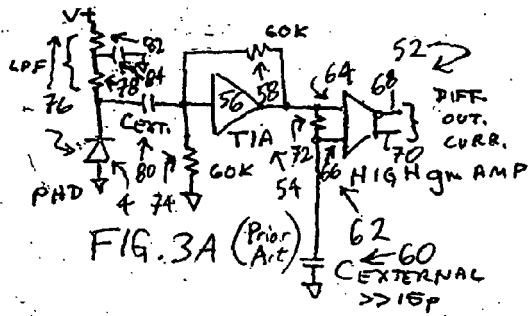 V+
60K
52
LPF
82
84
78
76
56
58
64
68
DIFF.
OUT.
CURR.
CEXT.
TIA
72
66
70
HIGH gm AMP
PHD
4
80
74
60K
54
62
FIG. 3A (Prior Art)
60
CEXTERNAL
>> 15p